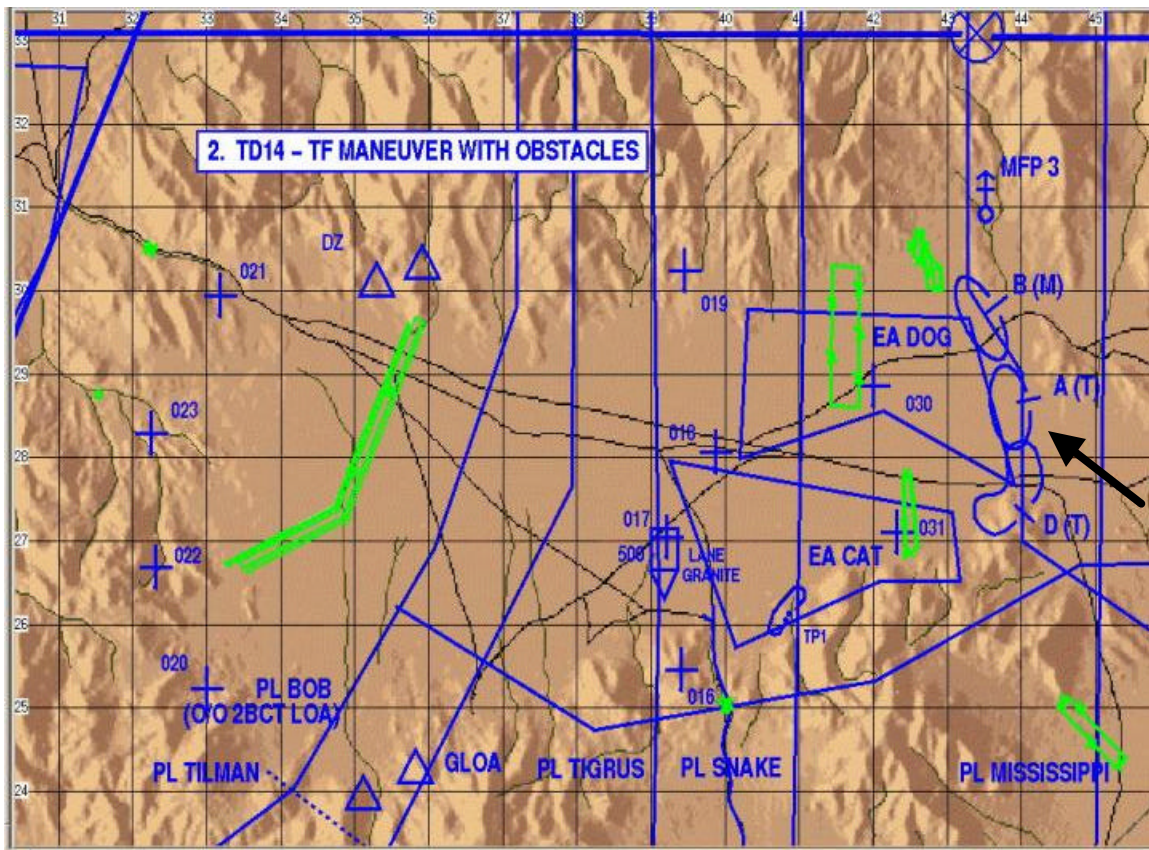 31 32 33 34 35 36 37 38 39 40 41 42 43 44 45
33
32
2. TD14 – TF MANEUVER WITH OBSTACLES
MFP 3
31
DZ
021
30
019
B (M)
EA DOG
29
A (T)
023
030
018
28
017
031
D (T)
27
022
500
LANE
GRANITE
EA CAT
26
TP1
020
016
PL BOB
(O/O 2BCT LOA)
25
PL TILMAN
GLOA
PL TIGRUS
PL SNAKE
PL MISSISSIPPI
24